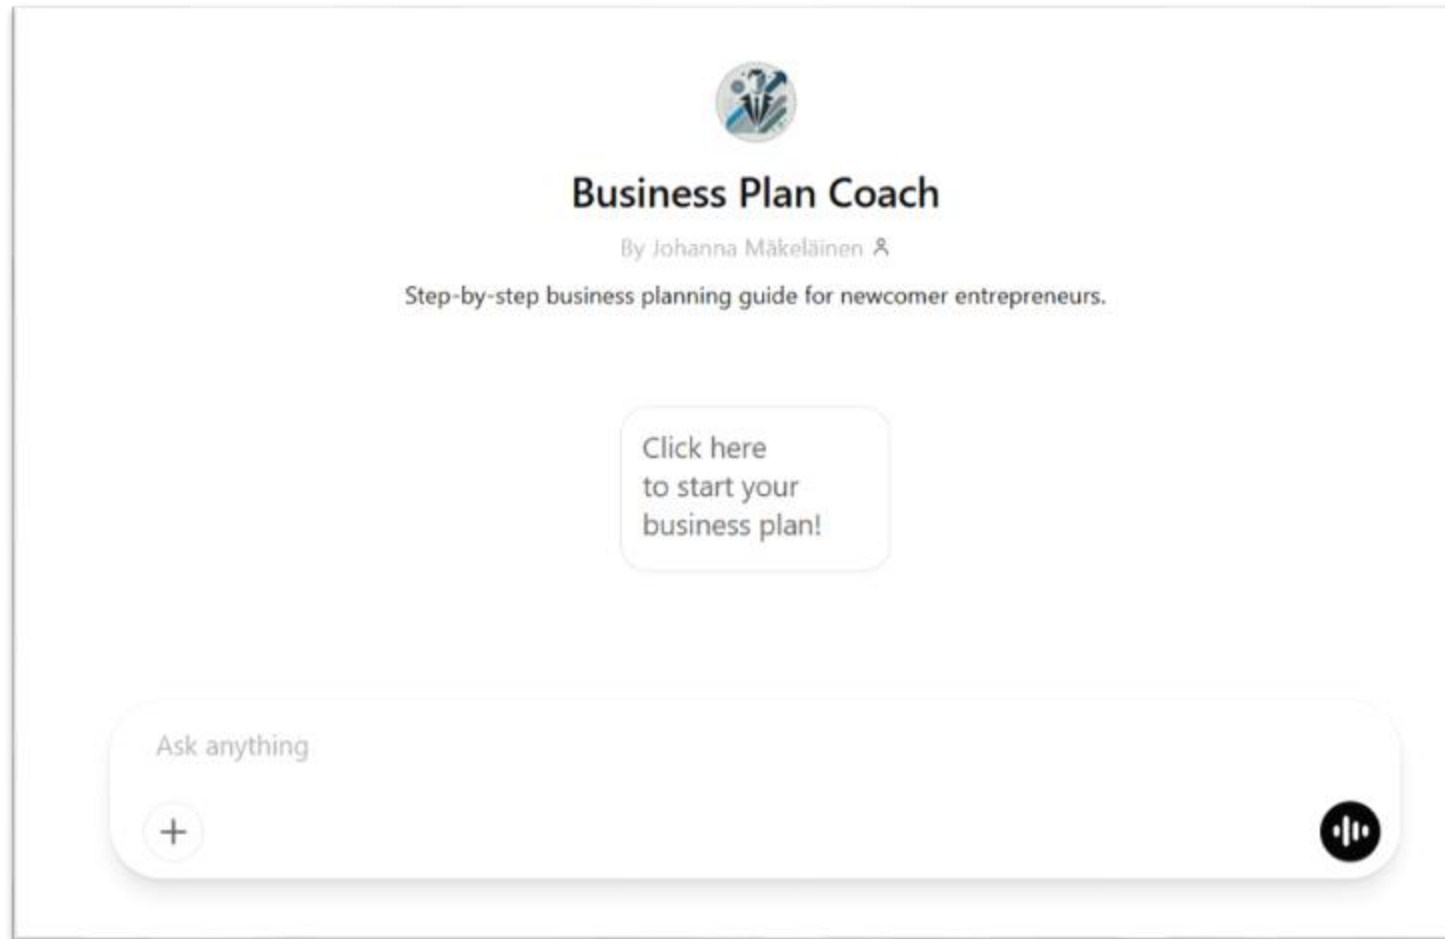 Business Plan Coach
By Johanna Mäkeläinen
Step-by-step business planning guide for newcomer entrepreneurs.
Click here
to start your
business plan!
Ask anything